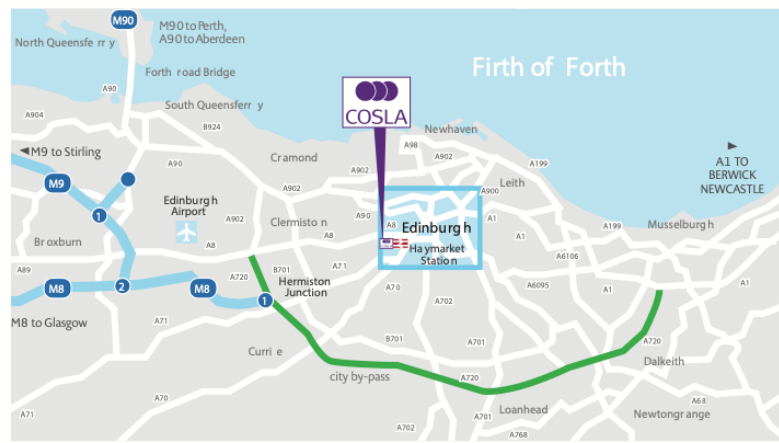 M90
M90 to Perth,
A90 to Aberdeen
North Queensferry
Firth of Forth
Forth road Bridge
A90
COSLA
South Queensferry
A904
B924
Newhaven
A98
M9 to Stirling
A90
Cramond
A902
A902
A199
A1 TO
BERWICK
NEWCASTLE
M9
A902
Leith
A900
Edinburgh
Airport
1
A902
Clermiston
A90
A8
Edinburgh
A1
A199
Musselburgh
Broxburn
A8
A8
A1
Haymarket
Station
A89
A720
B701
A71
A6106
Hermiston
Junction
M8
2
M8
1
A70
A702
A6095
A1
A1
M8 to Glasgow
A71
Currie
B701
A701
A720
Dalkeith
city by-pass
A720
A70
A71
A702
A701
Loanhead
A768
A68
Newtongrange